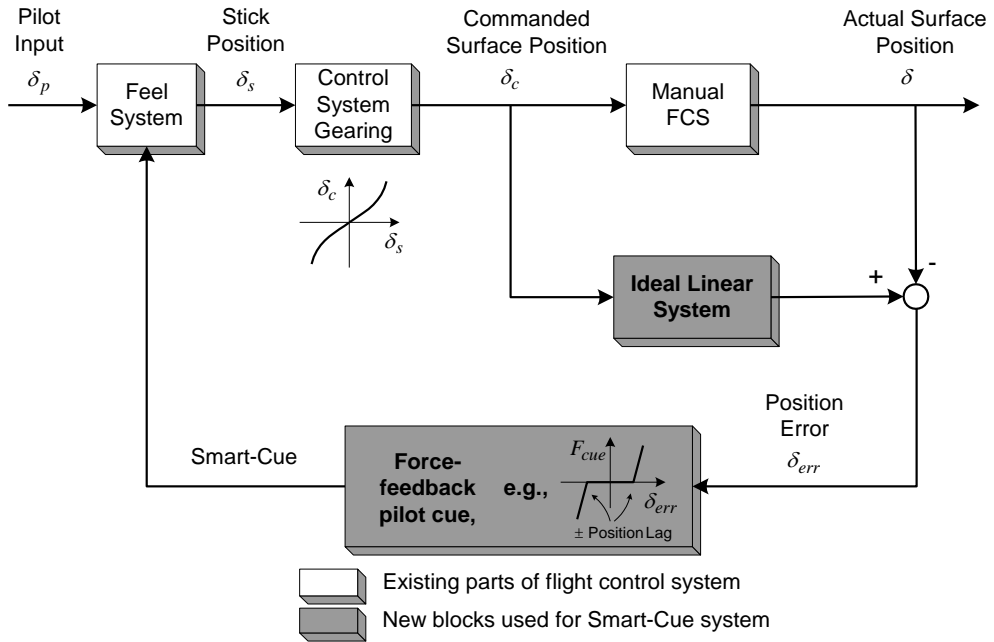 Pilot
Input
δp
Stick
Position
δs
Commanded
Surface Position
δc
Actual Surface
Position
δ
Feel
System
Control
System
Gearing
Manual
FCS
δc
δs
Ideal Linear
System
+
-
Position
Error
δerr
Smart-Cue
Force-
feedback
pilot cue,
e.g.,
Fcue
δerr
± Position Lag
Existing parts of flight control system
New blocks used for Smart-Cue system